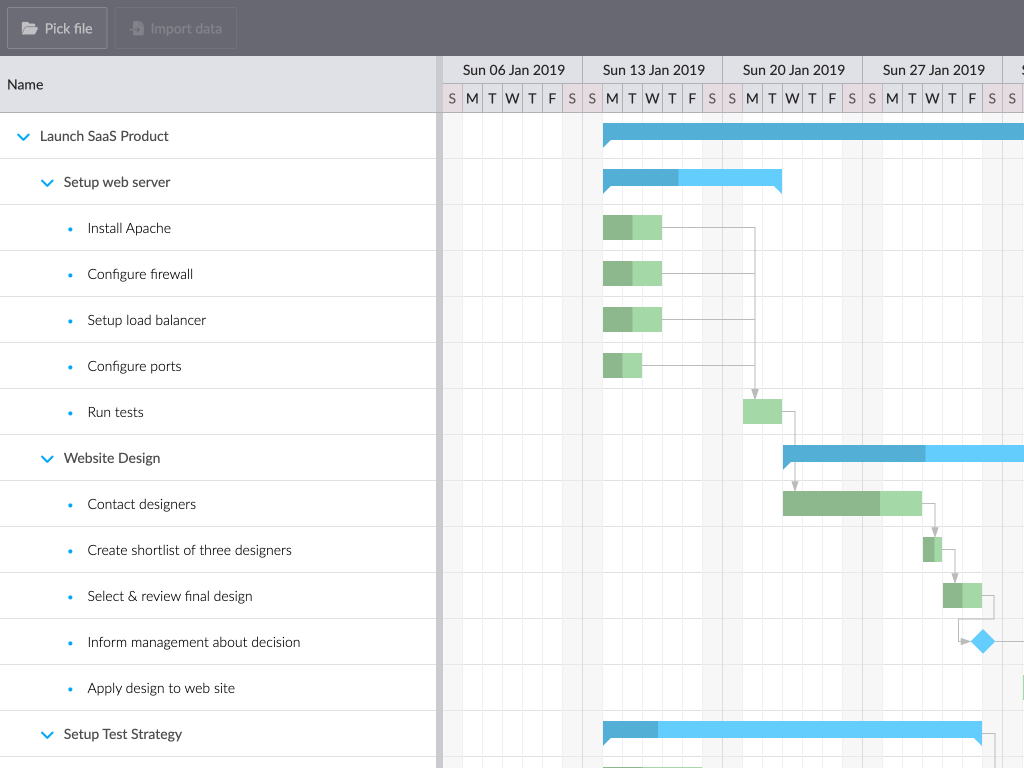 Pick file Import data
Sun 06 Jan 2019 Sun 13 Jan 2019 Sun 20 Jan 2019 Sun 27 Jan 2019 S
Name
S M T W T F S S M T W T F S S M T W T F S S M T W T F S S
Launch SaaS Product
Setup web server
Install Apache
Configure firewall
Setup load balancer
Configure ports
Run tests
Website Design
Contact designers
Create shortlist of three designers
Select & review final design
Inform management about decision
Apply design to web site
Setup Test Strategy